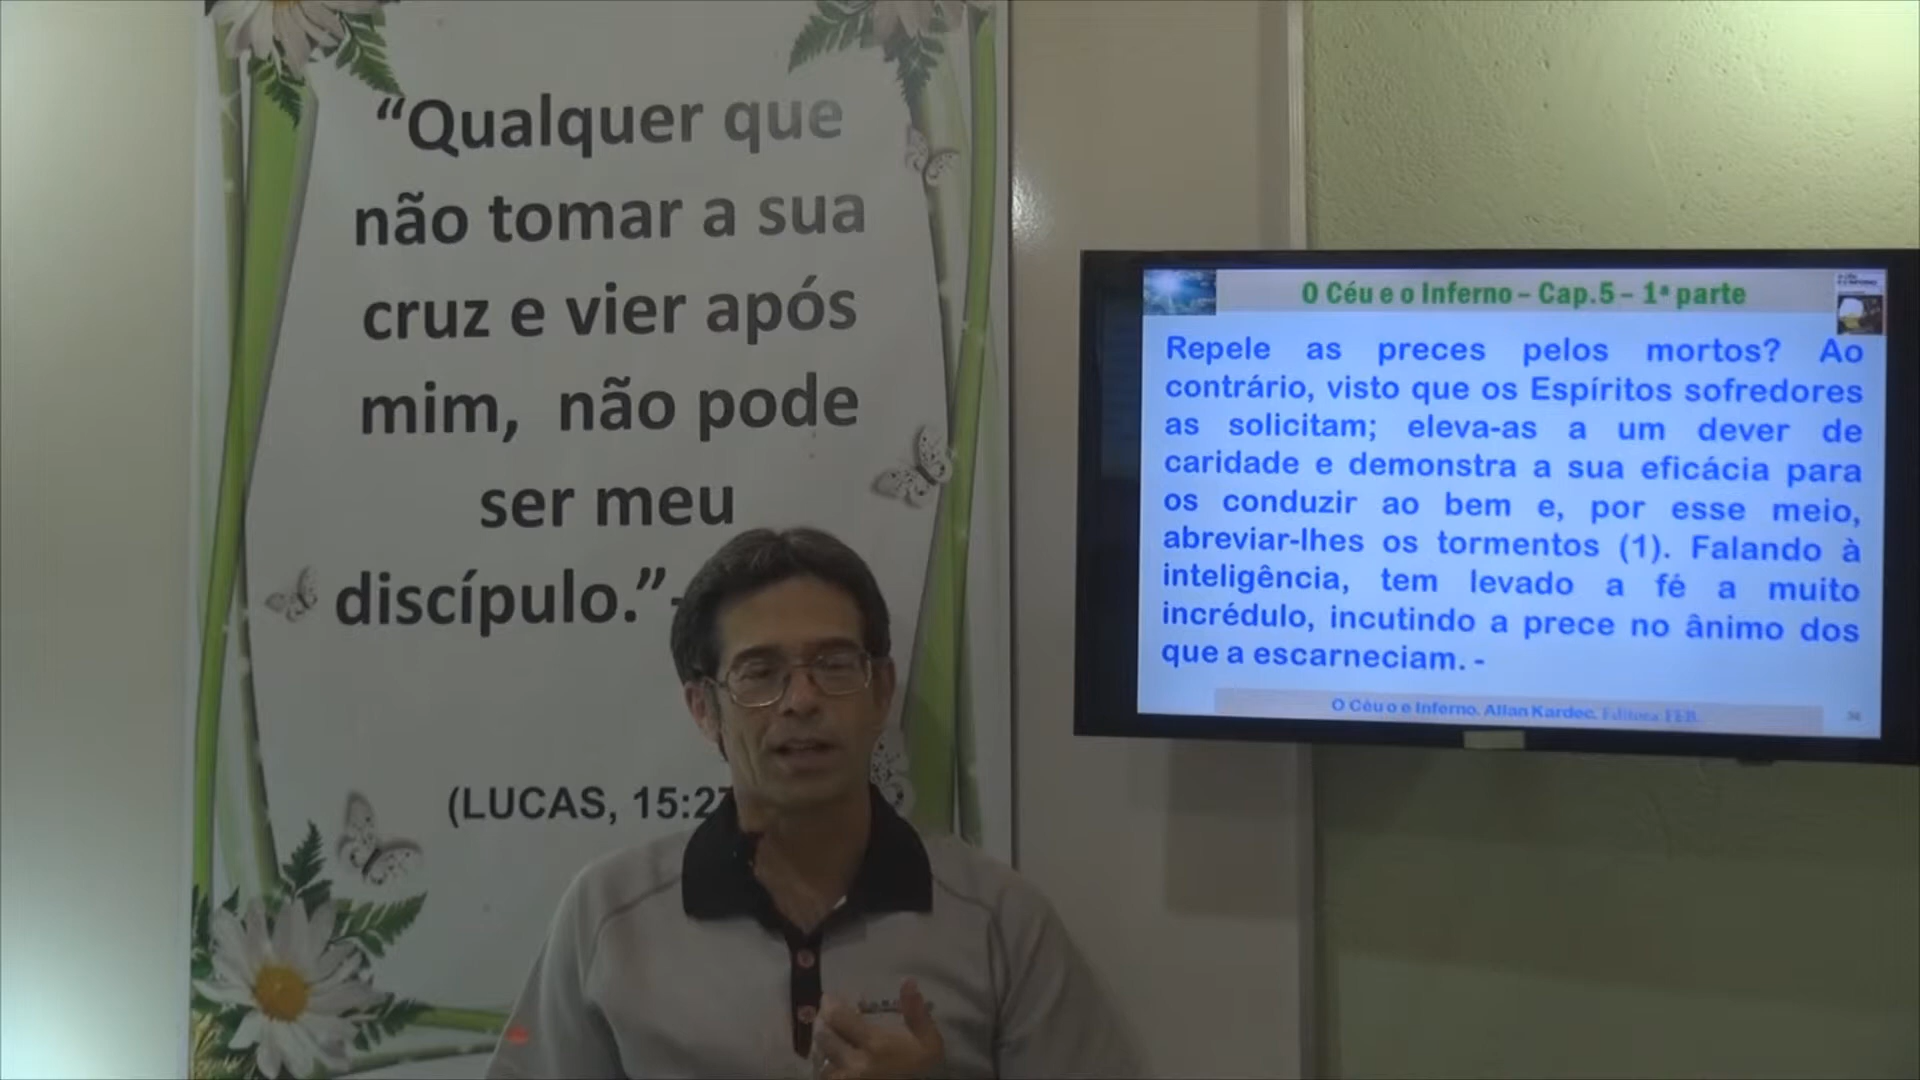 “Qualquer que
não tomar a sua
cruz e vier após
mim, não pode
ser meu
discípulo.”-
(LUCAS, 15:27
O Céu e o Inferno – Cap.5 – 1ª parte
Repele as preces pelos mortos? Ao
contrário, visto que os Espíritos sofredores
as solicitam; eleva-as a um dever de
caridade e demonstra a sua eficácia para
os conduzir ao bem e, por esse meio,
abreviar-lhes os tormentos (1). Falando à
inteligência, tem levado a fé a muito
incrédulo, incutindo a prece no ânimo dos
que a escarneciam. -
O Céu o e Inferno. Allan Kardec. Editora FEB.